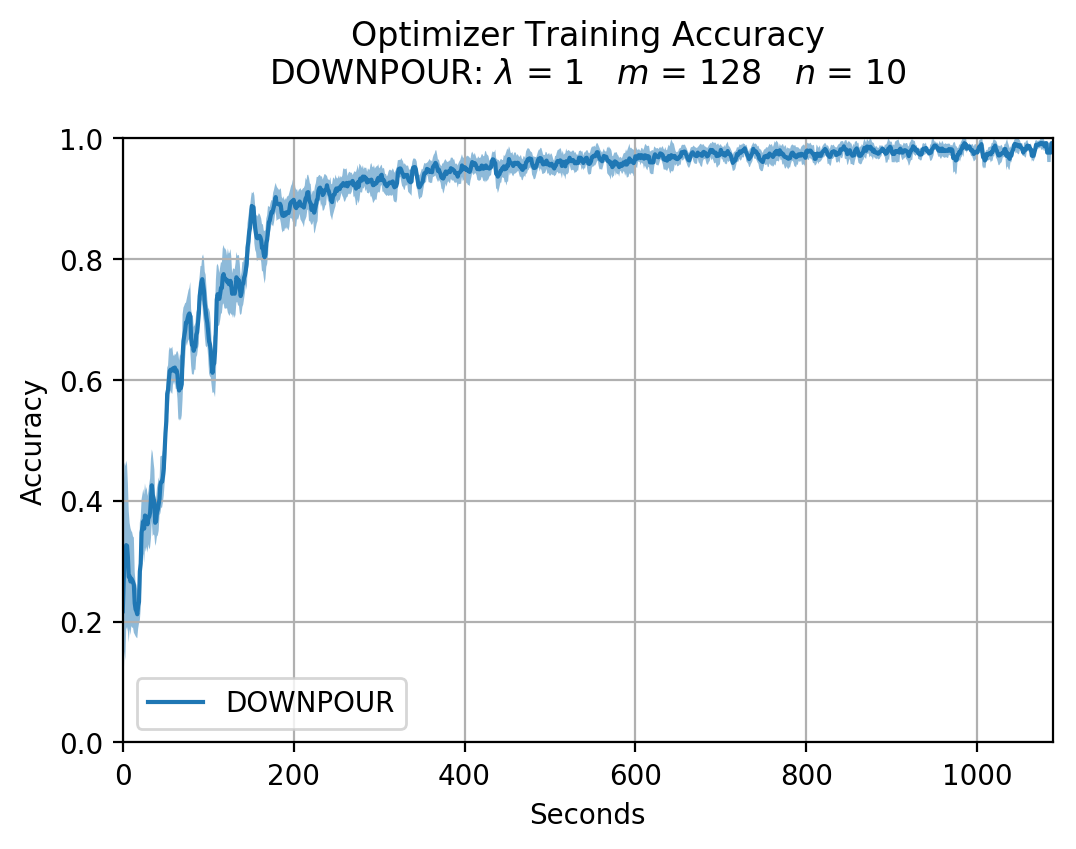 Optimizer Training Accuracy
DOWNPOUR: λ = 1 m = 128 n = 10
1.0
0.8
0.6
0.4
0.2
0.0
Accuracy
DOWNPOUR
0 200 400 600 800 1000
Seconds